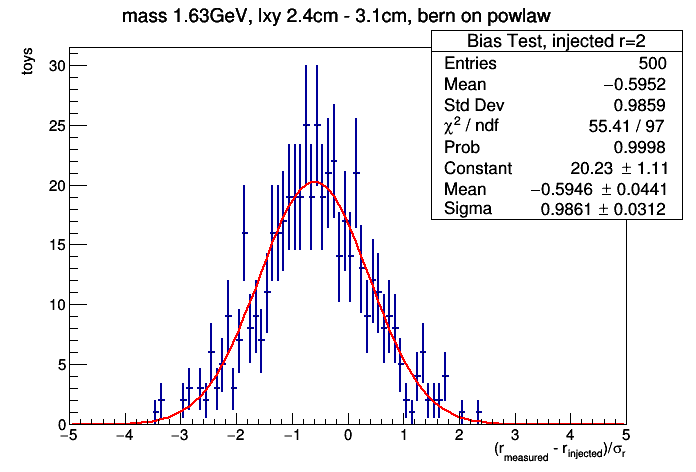 mass 1.63GeV, lxy 2.4cm - 3.1cm, bern on powlaw
Bias Test, injected r=2
Entries 500
Mean −0.5952
Std Dev 0.9859
χ² / ndf 55.41 / 97
Prob 0.9998
Constant 20.23 ± 1.11
Mean −0.5946 ± 0.0441
Sigma 0.9861 ± 0.0312
toys
30
25
20
15
10
5
0
−5 −4 −3 −2 −1 0 1 2 3 4 5
(r_measured - r_injected)/σ_r